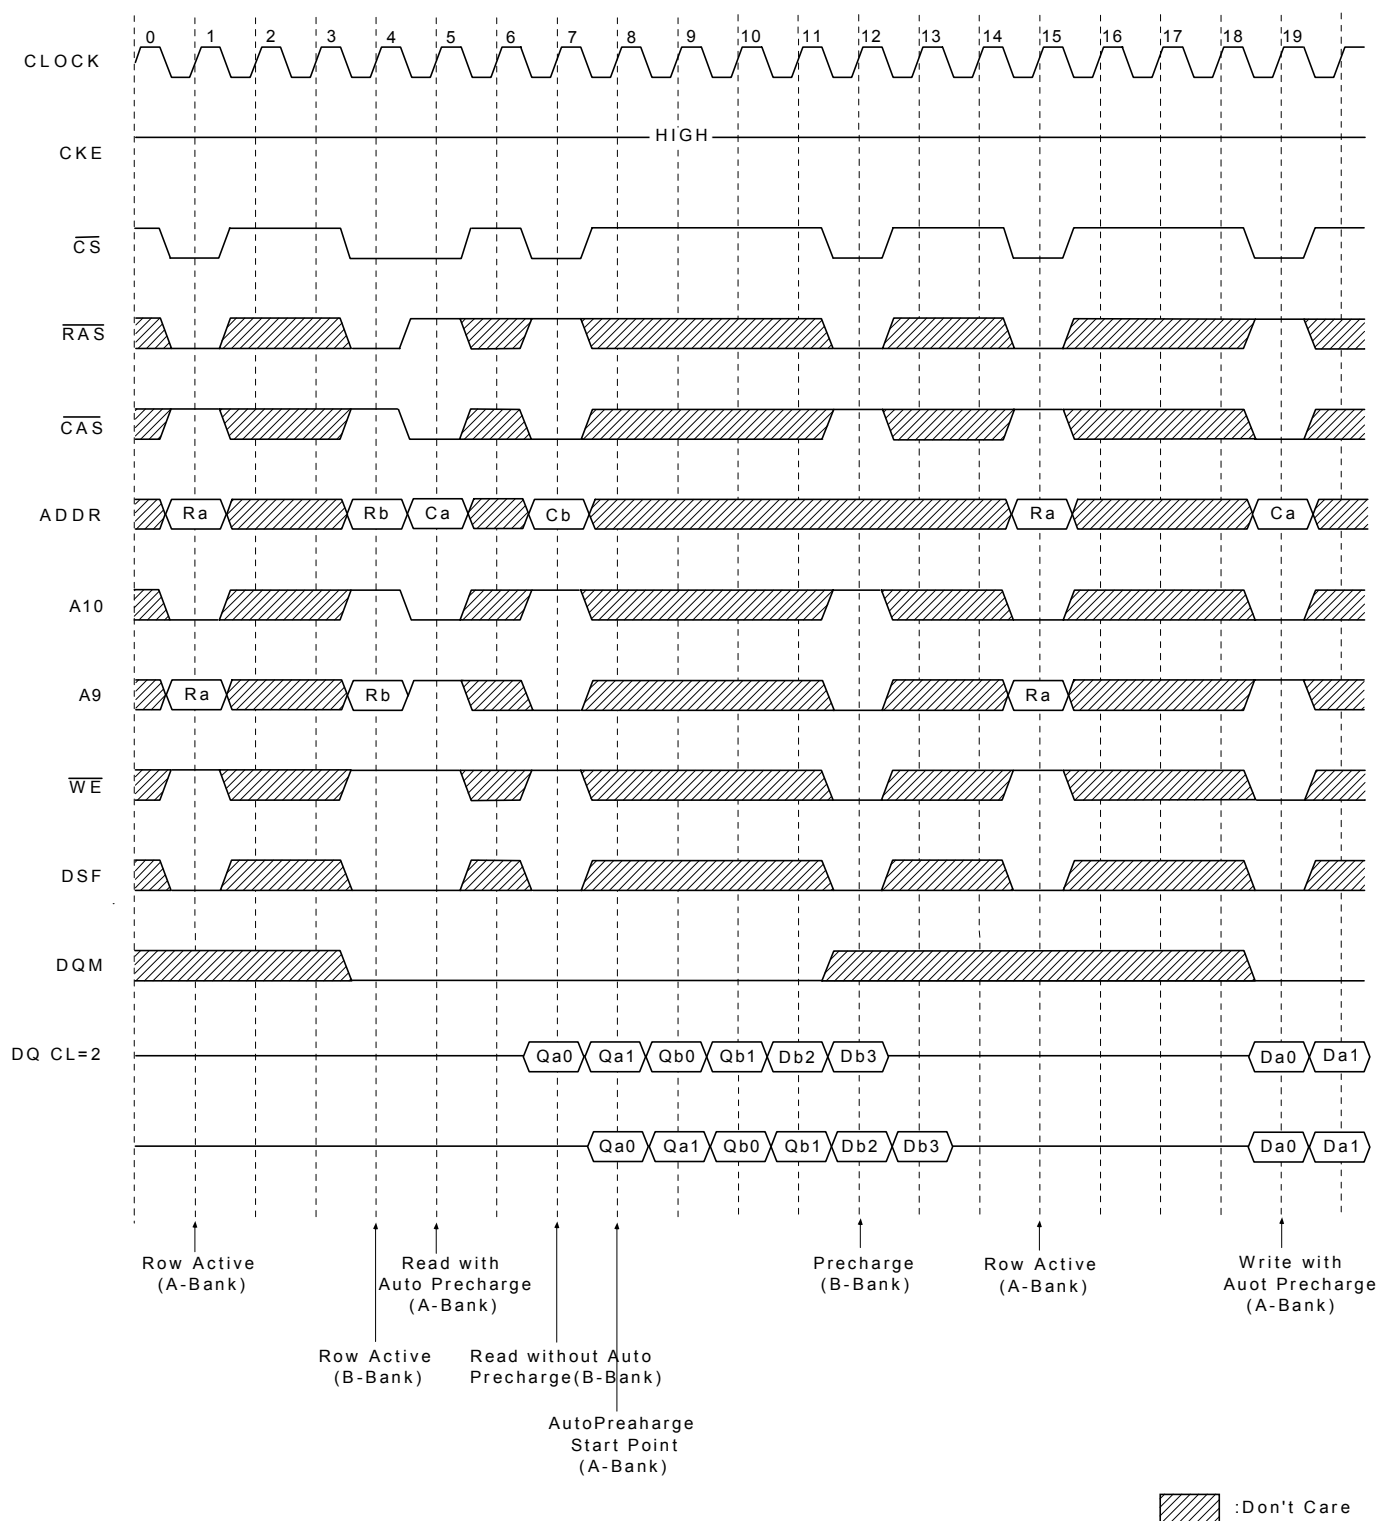 0 1 2 3 4 5 6 7 8 9 10 11 12 13 14 15 16 17 18 19
CLOCK
HIGH
CKE
CS
RAS
CAS
ADDR Ra Rb Ca Cb Ra Ca
A10
A9 Ra Rb Ra
WE
DSF
DQM
DQ CL=2 Qa0 Qa1 Qb0 Qb1 Db2 Db3 Da0 Da1
Qa0 Qa1 Qb0 Qb1 Db2 Db3 Da0 Da1
Row Active
(A-Bank)
Read with
Auto Precharge
(A-Bank)
Precharge
(B-Bank)
Row Active
(A-Bank)
Write with
Auot Precharge
(A-Bank)
Row Active
(B-Bank)
Read without Auto
Precharge(B-Bank)
AutoPreaharge
Start Point
(A-Bank)
:Don't Care